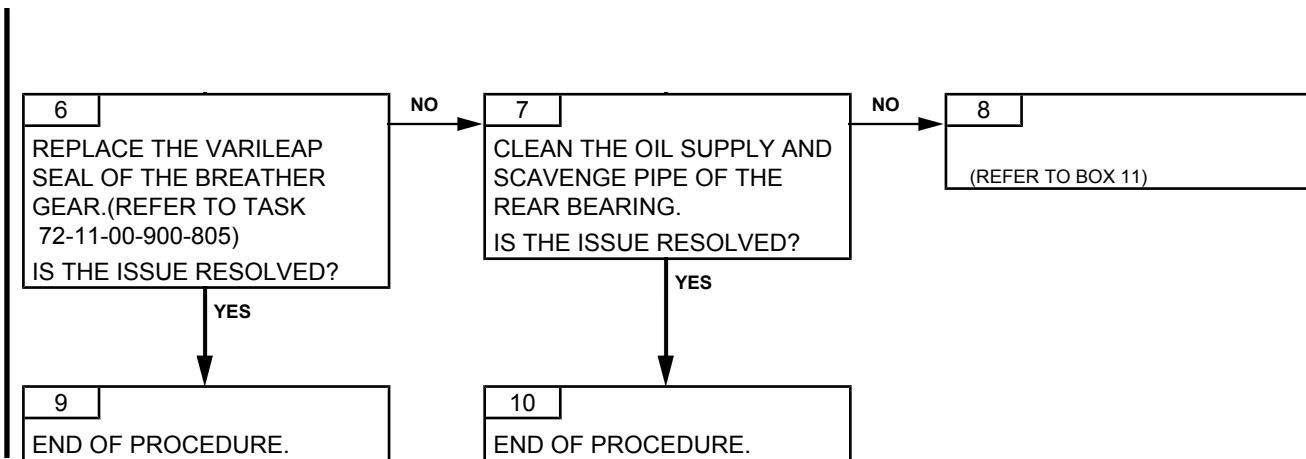 6
REPLACE THE VARILEAP
SEAL OF THE BREATHER
GEAR.(REFER TO TASK
72-11-00-900-805)
IS THE ISSUE RESOLVED?
NO
7
CLEAN THE OIL SUPPLY AND
SCAVENGE PIPE OF THE
REAR BEARING.
IS THE ISSUE RESOLVED?
NO
8
(REFER TO BOX 11)
YES
YES
9
END OF PROCEDURE.
10
END OF PROCEDURE.